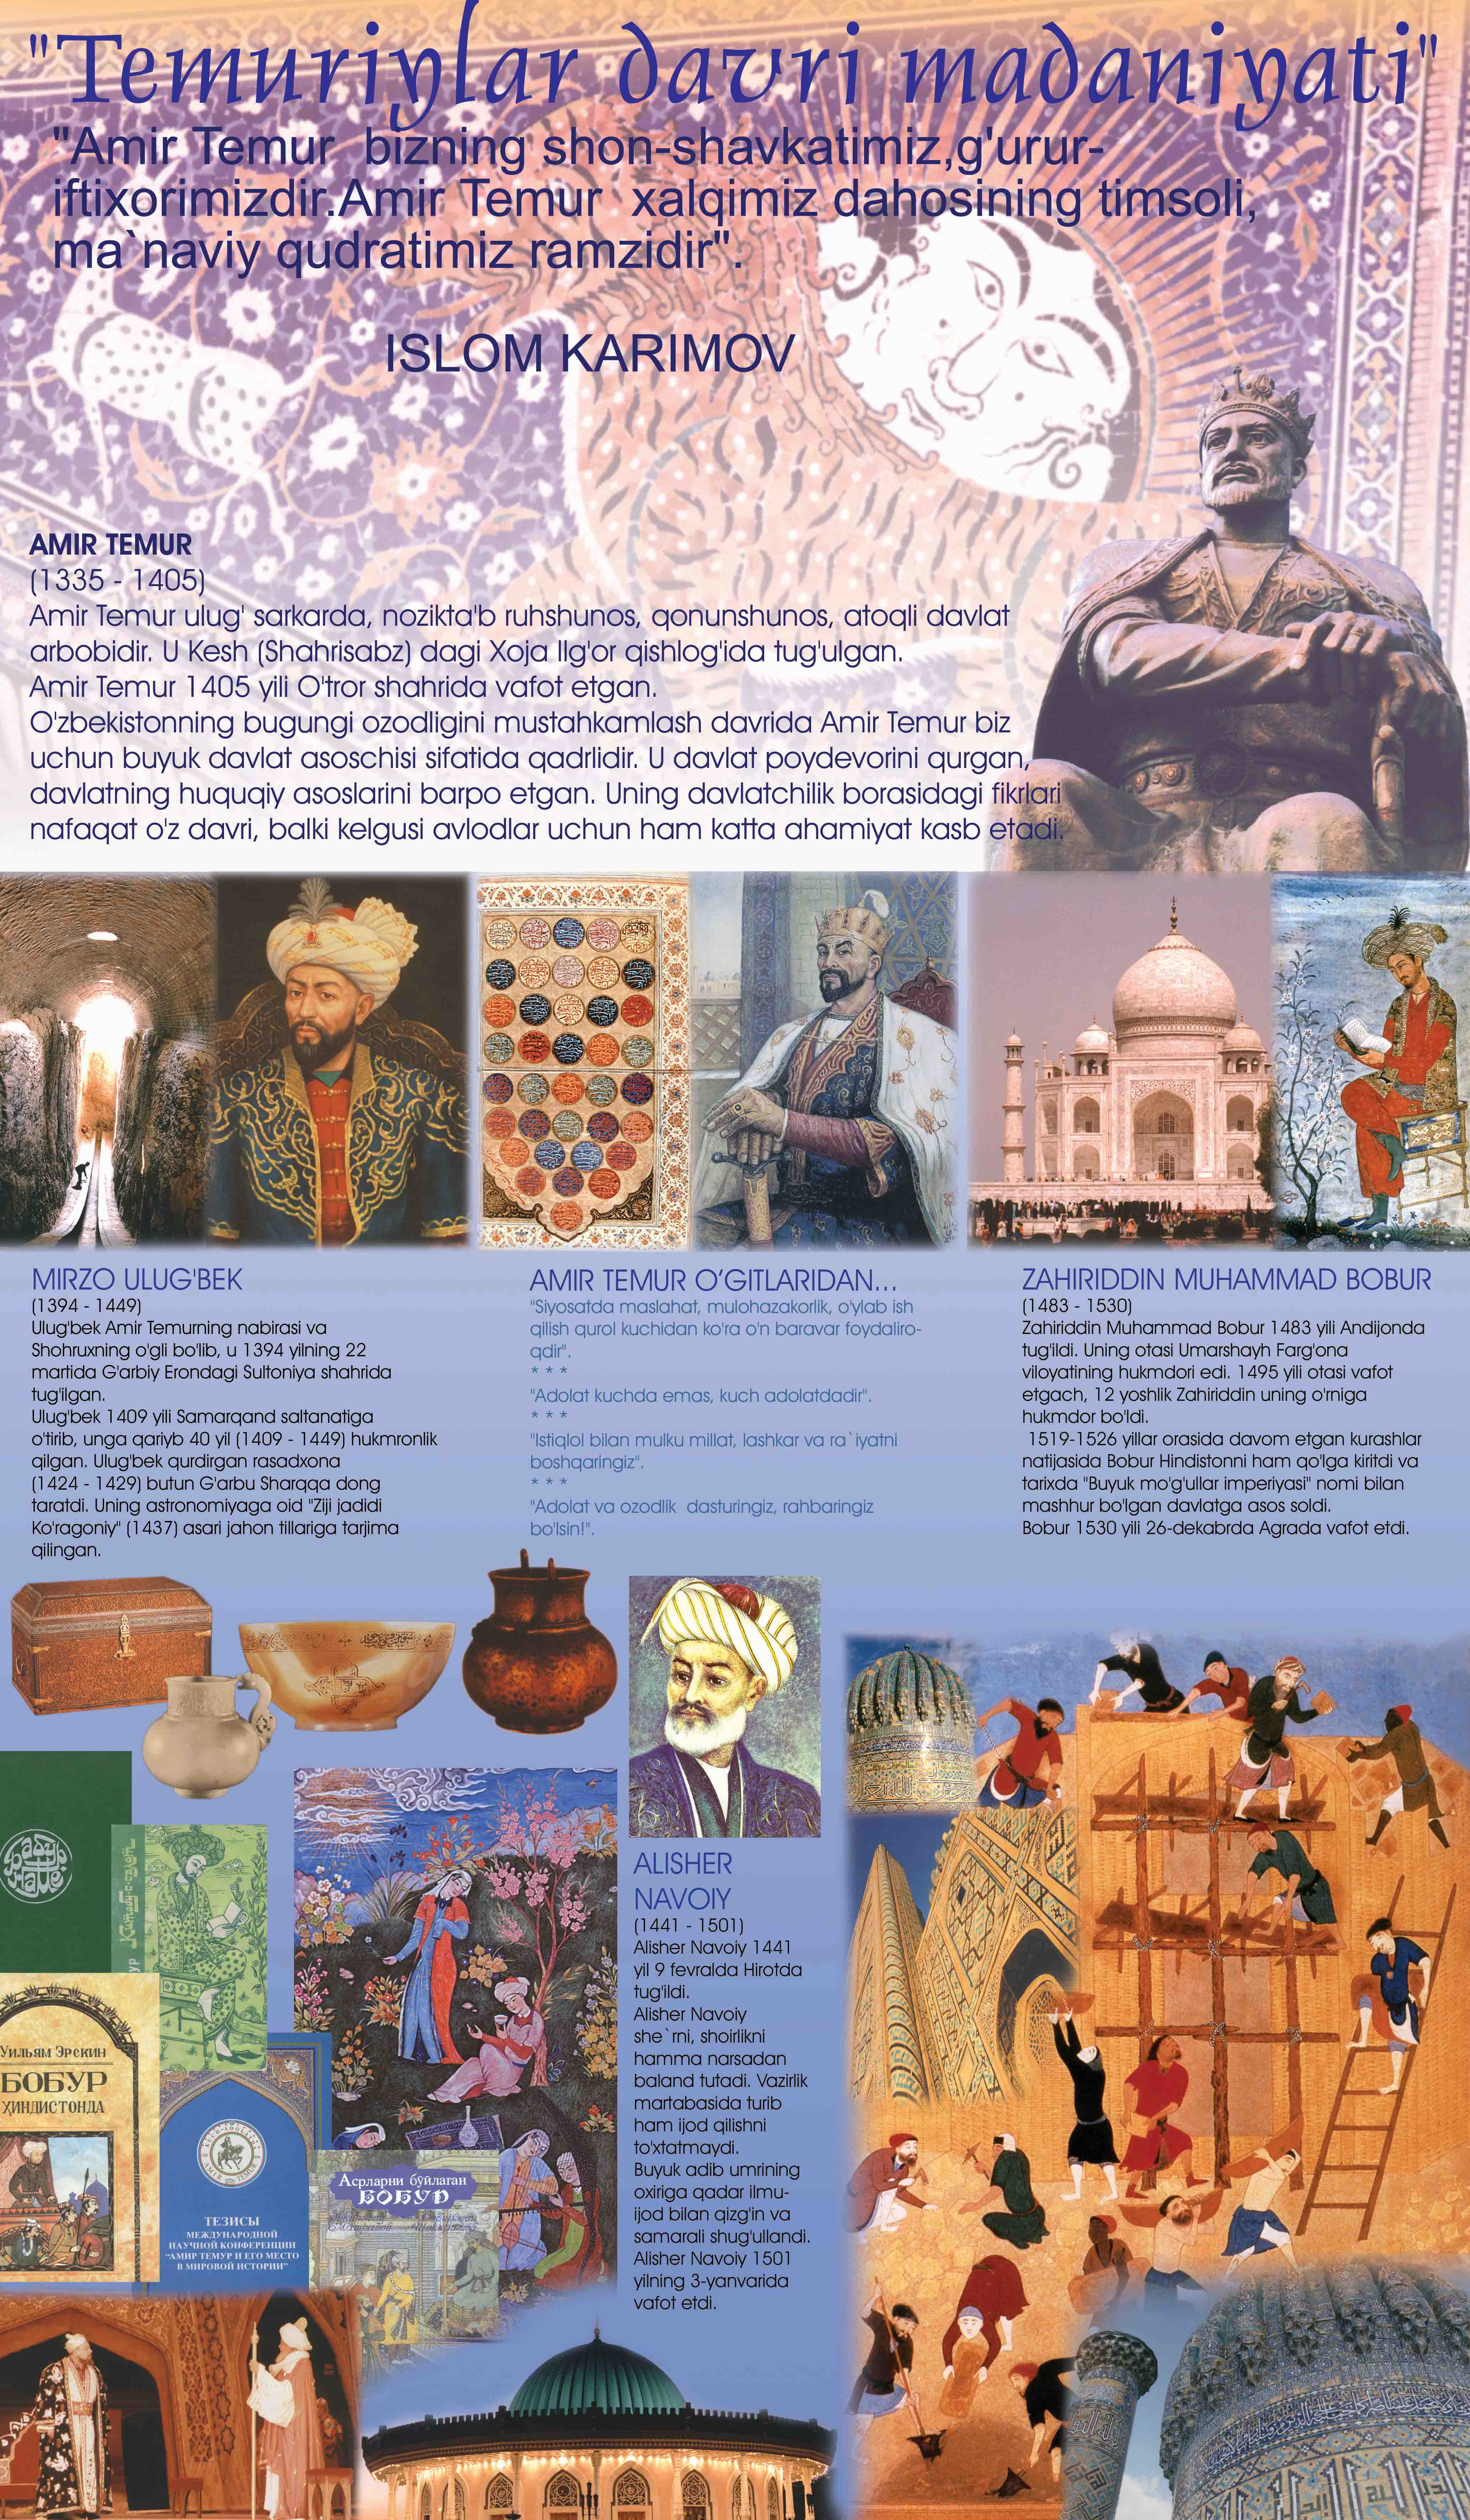 "Temuriylar davri madaniyati"
"Amir Temur bizning shon-shavkatimiz,g'urur-
iftixorimizdir.Amir Temur xalqimiz dahosining timsoli,
ma`naviy qudratimiz ramzidir".
ISLOM KARIMOV
AMIR TEMUR
(1335 - 1405)
Amir Temur ulug' sarkarda, nozikta'b ruhshunos, qonunshunos, atoqli davlat
arbobidir. U Kesh (Shahrisabz) dagi Xoja Ilg'or qishlog'ida tug'ulgan.
Amir Temur 1405 yili O'tror shahrida vafot etgan.
O'zbekistonning bugungi ozodligini mustahkamlash davrida Amir Temur biz
uchun buyuk davlat asoschisi sifatida qadrlidir. U davlat poydevorini qurgan,
davlatning huquqiy asoslarini barpo etgan. Uning davlatchilik borasidagi fikrlari
nafaqat o'z davri, balki kelgusi avlodlar uchun ham katta ahamiyat kasb etadi.
MIRZO ULUG'BEK
(1394 - 1449)
Ulug'bek Amir Temurning nabirasi va
Shohruxning o'gli bo'lib, u 1394 yilning 22
martida G'arbiy Erondagi Sultoniya shahrida
tug'ilgan.
Ulug'bek 1409 yili Samarqand saltanatiga
o'tirib, unga qariyb 40 yil (1409 - 1449) hukmronlik
qilgan. Ulug'bek qurdirgan rasadxona
(1424 - 1429) butun G'arbu Sharqqa dong
taratdi. Uning astronomiyaga oid "Ziji jadidi
Ko'ragoniy" (1437) asari jahon tillariga tarjima
qilingan.
AMIR TEMUR O'GITLARIDAN...
"Siyosatda maslahat, mulohazakorlik, o'ylab ish
qilish qurol kuchidan ko'ra o'n baravar foydaliro-
qdir".
* * *
"Adolat kuchda emas, kuch adolatdadir".
* * *
"Istiqlol bilan mulku millat, lashkar va ra`iyatni
boshqaringiz".
* * *
"Adolat va ozodlik dasturingiz, rahbaringiz
bo'lsin!".
ZAHIRIDDIN MUHAMMAD BOBUR
(1483 - 1530)
Zahiriddin Muhammad Bobur 1483 yili Andijonda
tug'ildi. Uning otasi Umarshayh Farg'ona
viloyatining hukmdori edi. 1495 yili otasi vafot
etgach, 12 yoshlik Zahiriddin uning o'rniga
hukmdor bo'ldi.
1519-1526 yillar orasida davom etgan kurashlar
natijasida Bobur Hindistonni ham qo'lga kiritdi va
tarixda "Buyuk mo'g'ullar imperiyasi" nomi bilan
mashhur bo'lgan davlatga asos soldi.
Bobur 1530 yili 26-dekabrda Agrada vafot etdi.
ALISHER
NAVOIY
(1441 - 1501)
Alisher Navoiy 1441
yil 9 fevralda Hirotda
tug'ildi.
Alisher Navoiy
she`rni, shoirlikni
hamma narsadan
baland tutadi. Vazirlik
martabasida turib
ham ijod qilishni
to'xtatmaydi.
Buyuk adib umrining
oxiriga qadar ilmu-
ijod bilan qizg'in va
samarali shug'ullandi.
Alisher Navoiy 1501
yilning 3-yanvarida
vafot etdi.
Уильям Эрскин
БОБУР
ҲИНДИСТОНДА
ТЕЗИСЫ
МЕЖДУНАРОДНОЙ
НАУЧНОЙ КОНФЕРЕНЦИИ
"АМИР ТЕМУР И ЕГО МЕСТО
В МИРОВОЙ ИСТОРИИ"
Асрларни бўйлаган
БОБУР